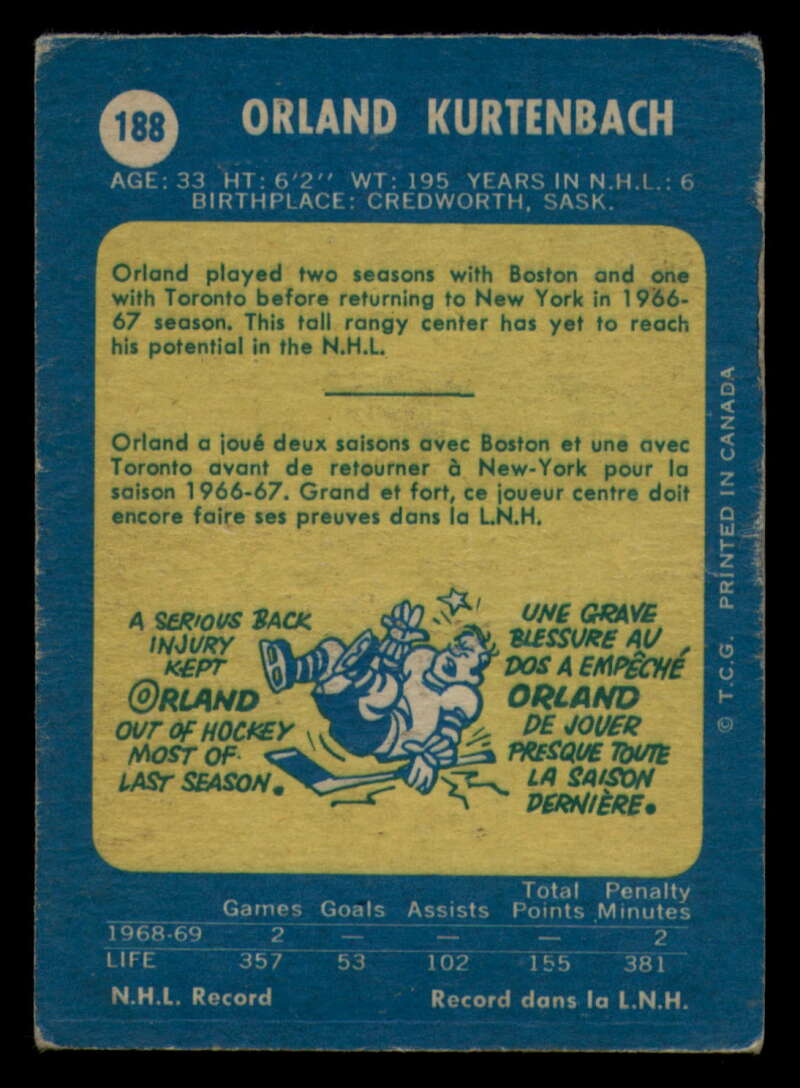 188
ORLAND KURTENBACH
AGE: 33 HT: 6'2'' WT: 195 YEARS IN N.H.L.: 6
BIRTHPLACE: CREDWORTH, SASK.
Orland played two seasons with Boston and one
with Toronto before returning to New York in 1966-
67 season. This tall rangy center has yet to reach
his potential in the N.H.L.
Orland a joué deux saisons avec Boston et une avec
Toronto avant de retourner à New-York pour la
saison 1966-67. Grand et fort, ce joueur centre doit
encore faire ses preuves dans la L.N.H.
A SERIOUS BACK
INJURY
KEPT
ORLAND
OUT OF HOCKEY
MOST OF
LAST SEASON.
UNE GRAVE
BLESSURE AU
DOS A EMPÊCHÉ
ORLAND
DE JOUER
PRESQUE TOUTE
LA SAISON
DERNIÈRE.
Games Goals Assists Total Points Penalty Minutes
1968-69 2 — — — 2
LIFE 357 53 102 155 381
N.H.L. Record Record dans la L.N.H.
© T.C.G. PRINTED IN CANADA